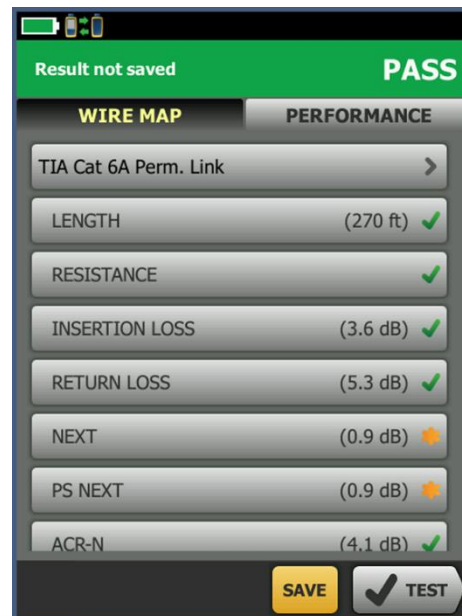 Result not saved PASS
WIRE MAP PERFORMANCE
TIA Cat 6A Perm. Link
LENGTH (270 ft)
RESISTANCE
INSERTION LOSS (3.6 dB)
RETURN LOSS (5.3 dB)
NEXT (0.9 dB)
PS NEXT (0.9 dB)
ACR-N (4.1 dB)
SAVE TEST